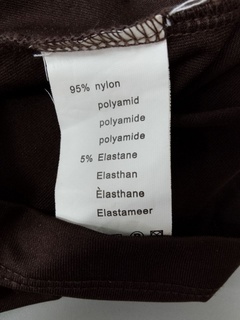 95% nylon
polyamid
polyamide
polyamide
5% Elastane
Elasthan
Èlasthane
Elastameer